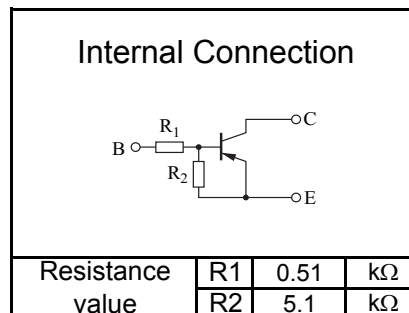 Internal Connection
C
R1
B
R2
E
Resistance value R1 0.51 kΩ
R2 5.1 kΩ